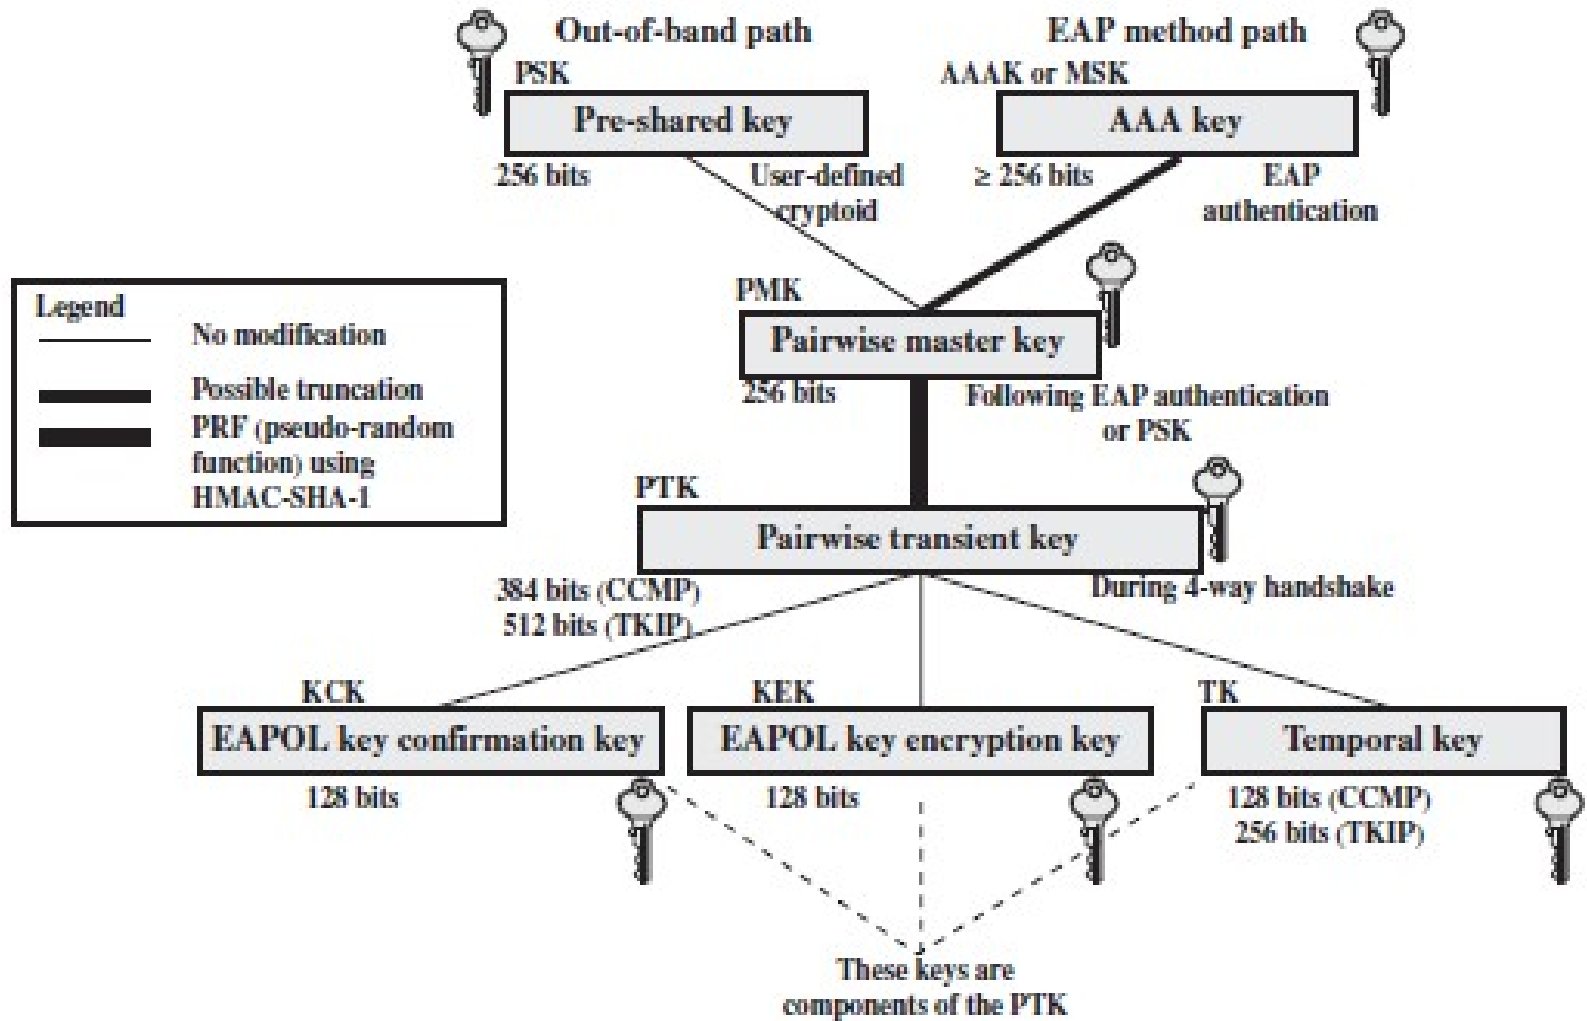 Out-of-band path
EAP method path
PSK
AAAK or MSK
Pre-shared key
AAA key
256 bits
User-defined
cryptoid
≥ 256 bits
EAP
authentication
Legend
No modification
Possible truncation
PRF (pseudo-random
function) using
HMAC-SHA-1
PMK
Pairwise master key
256 bits
Following EAP authentication
or PSK
PTK
Pairwise transient key
384 bits (CCMP)
512 bits (TKIP)
During 4-way handshake
KCK
KEK
TK
EAPOL key confirmation key
EAPOL key encryption key
Temporal key
128 bits
128 bits
128 bits (CCMP)
256 bits (TKIP)
These keys are
components of the PTK